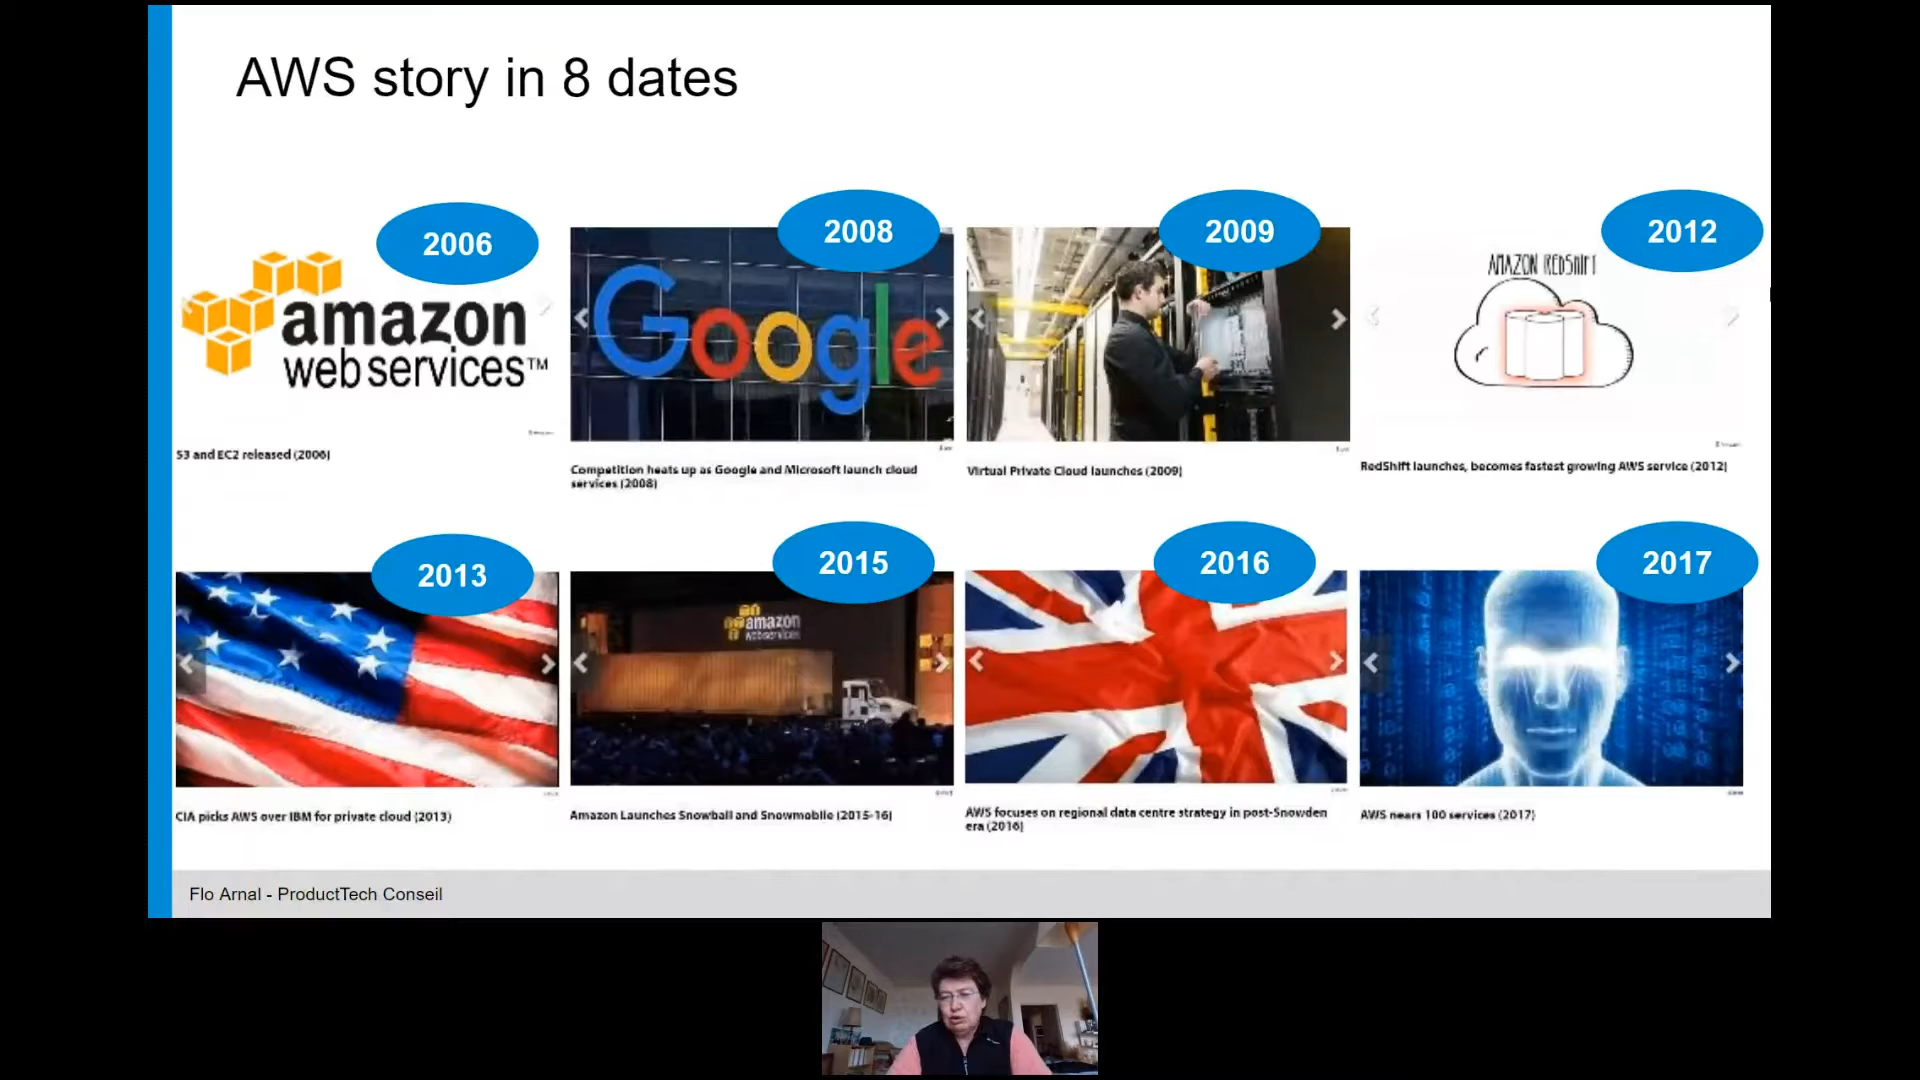 AWS story in 8 dates
2006
2008
2009
2012
amazon
web services™
Google
AMAZON REDSHIFT
S3 and EC2 released (2006)
Competition heats up as Google and Microsoft launch cloud
services (2008)
Virtual Private Cloud launches (2009)
RedShift launches, becomes fastest growing AWS service (2012)
2013
2015
2016
2017
amazon
webservices
CIA picks AWS over IBM for private cloud (2013)
Amazon Launches Snowball and Snowmobile (2015-16)
AWS focuses on regional data centre strategy in post-Snowden
era (2016)
AWS nears 100 services (2017)
Flo Arnal - ProductTech Conseil